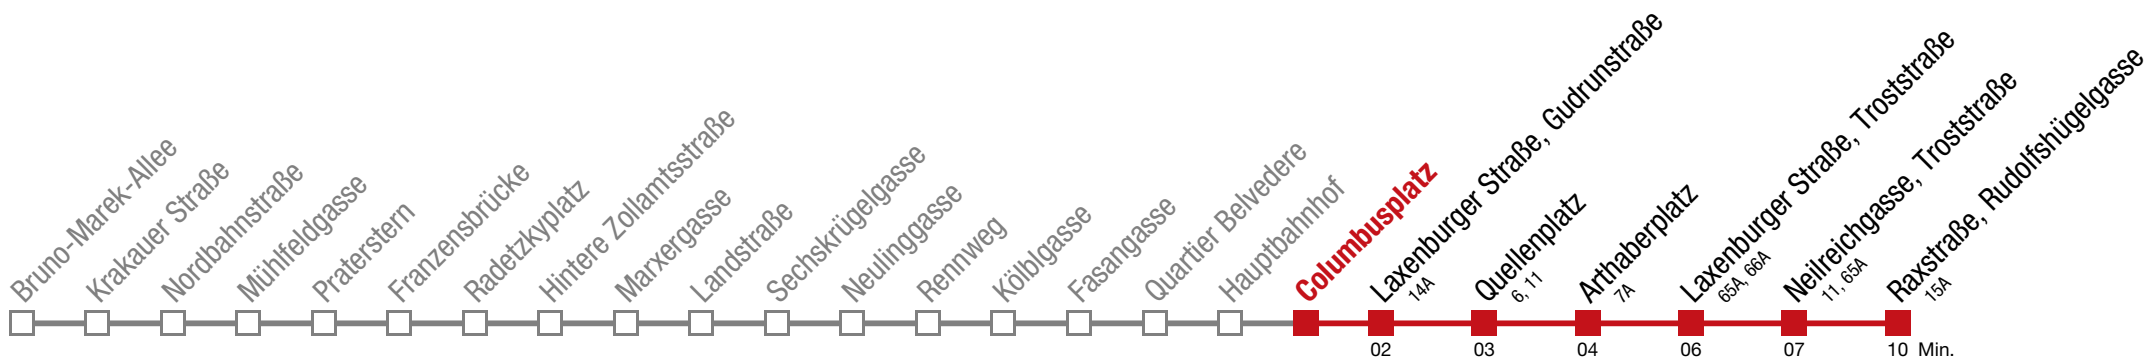 Bruno-Marek-Allee
Krakauer Straße
Nordbahnstraße
Mühlfeldgasse
Praterstern
Franzensbrücke
Radetzkyplatz
Hintere Zollamtsstraße
Marxergasse
Landstraße
Sechskrügelgasse
Neulinggasse
Rennweg
Kölblgasse
Fasangasse
Quartier Belvedere
Hauptbahnhof
Columbusplatz
Laxenburger Straße, Gudrunstraße
14A
Quellenplatz
6, 11
Arthaberplatz
7A
Laxenburger Straße, Troststraße
65A, 66A
Neilreichgasse, Troststraße
11, 65A
Raxstraße, Rudolfshügelgasse
15A
02 03 04 06 07 10 Min.